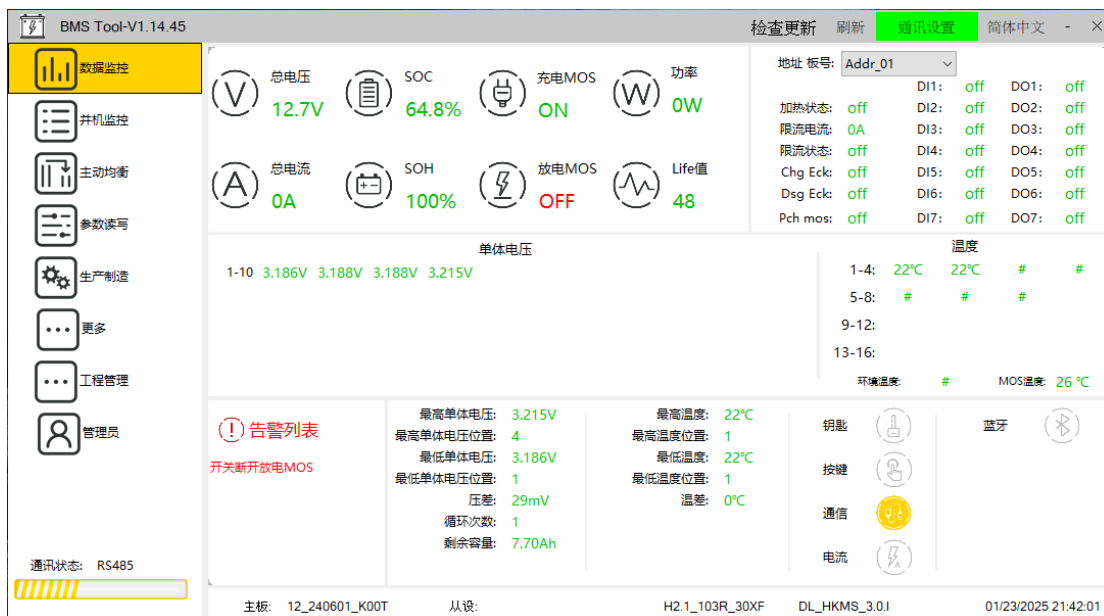 BMS Tool-V1.14.45 检查更新 刷新 通讯设置 简体中文 - ×
数据监控
并机监控
主动均衡
参数读写
生产制造
更多
工程管理
管理员
通讯状态: RS485
总电压 12.7V
SOC 64.8%
充电MOS ON
功率 0W
总电流 0A
SOH 100%
放电MOS OFF
Life值 48
地址 板号: Addr_01
DI1: off DO1: off
加热状态: off DI2: off DO2: off
限流电流: 0A DI3: off DO3: off
限流状态: off DI4: off DO4: off
Chg Eck: off DI5: off DO5: off
Dsg Eck: off DI6: off DO6: off
Pch mos: off DI7: off DO7: off
单体电压
1-10 3.186V 3.188V 3.188V 3.215V
温度
1-4: 22℃ 22℃ # #
5-8: # # #
9-12:
13-16:
环境温度: # MOS温度: 26 ℃
告警列表
开关断开放电MOS
最高单体电压: 3.215V
最高单体电压位置: 4
最低单体电压: 3.186V
最低单体电压位置: 1
压差: 29mV
循环次数: 1
剩余容量: 7.70Ah
最高温度: 22℃
最高温度位置: 1
最低温度: 22℃
最低温度位置: 1
温差: 0℃
钥匙
按键
通信
电流
蓝牙
主板: 12_240601_K00T 从设: H2.1_103R_30XF DL_HKMS_3.0.I 01/23/2025 21:42:01